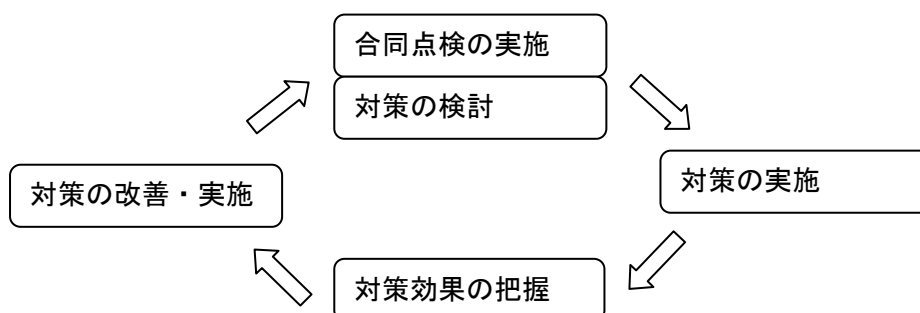 合同点検の実施
対策の検討
対策の実施
対策の改善・実施
対策効果の把握